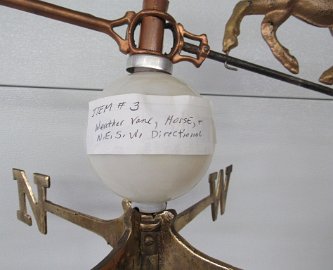 ITEM # 3
Weather Vane, Horse, +
N.E.S.W. Directional
N W